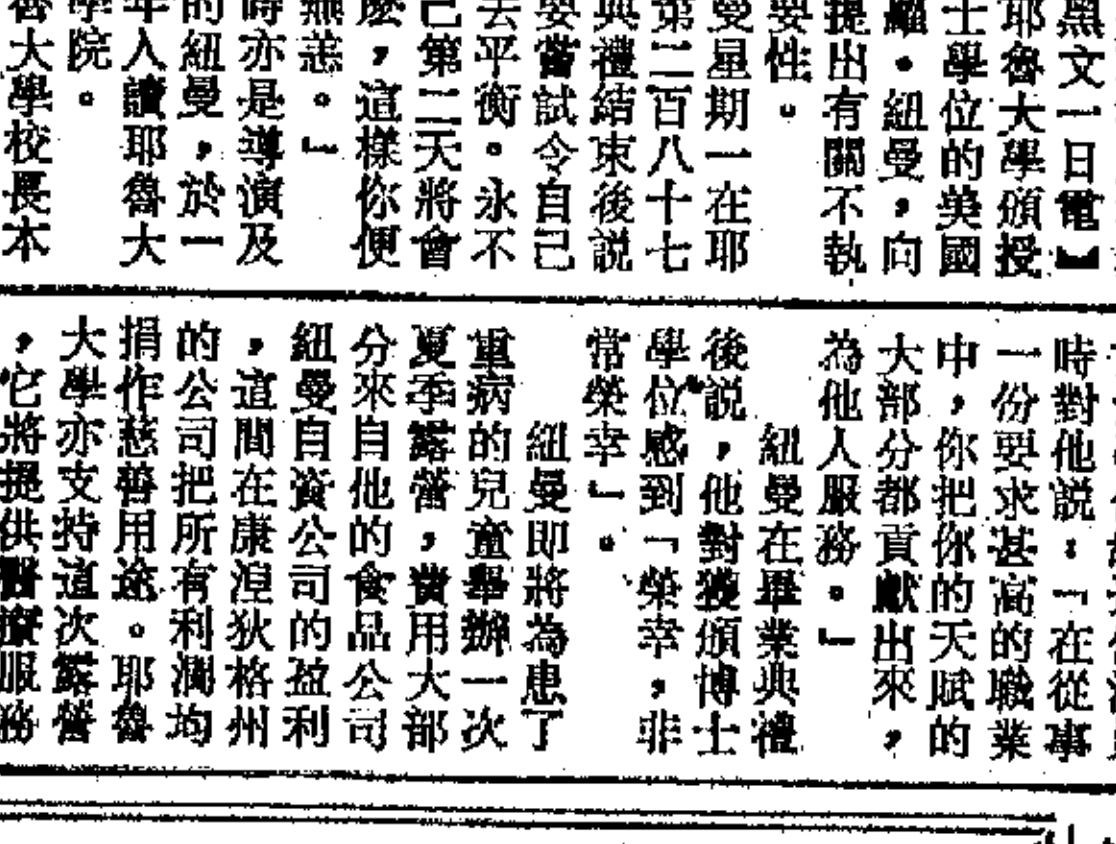 黑文一日電】
耶魯大學頒授
士學位的美國
羅·紐曼，向
提出有關不執
要性。
曼星期一在耶
第二百八十七
典禮結束後説
要嘗試令自己
去平衡。永不
己第二天將會
麽，這樣你便
無恙。」
時亦是導演及
的紐曼，於一
年入讀耶魯大
學院。
魯大學校長本
時對他説：「在從事
一份要求甚高的職業
中，你把你的天賦的
大部分都貢獻出來，
為他人服務。」
紐曼在畢業典禮
後説，他對獲頒博士
學位感到「榮幸，非
常榮幸」。
紐曼即將為患了
重病的兒童舉辦一次
夏季露營，費用大部
分來自他的食品公司
紐曼自資公司的盈利
，這間在康湼狄格州
的公司把所有利潤均
捐作慈善用途。耶魯
大學亦支持這次露營
，它將提供醫療服務